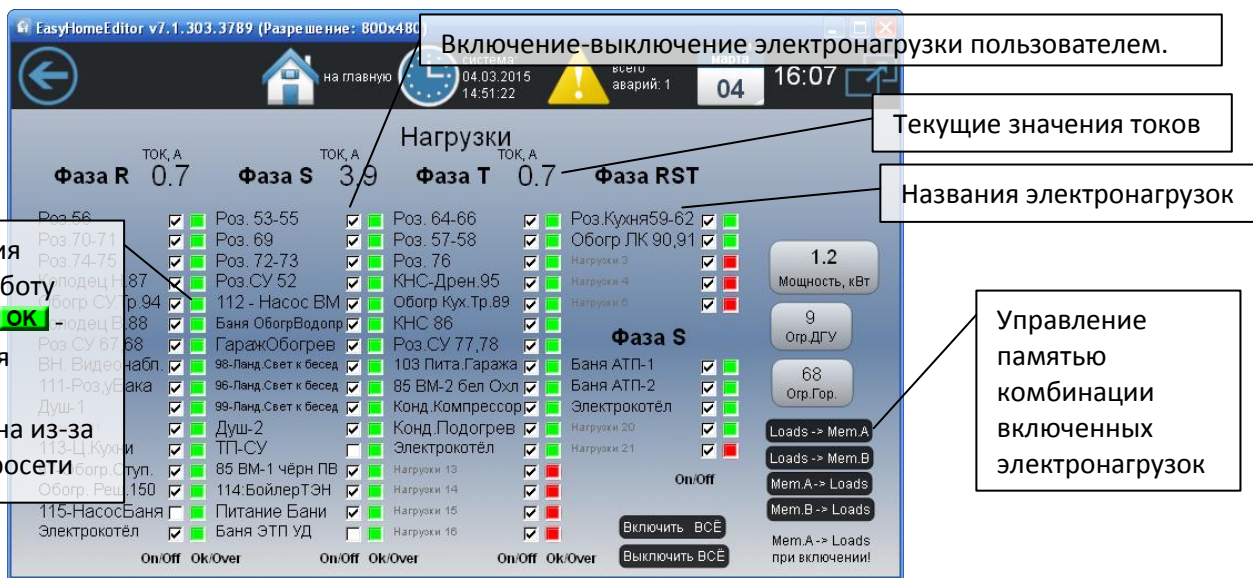 EasyHomeEditor v7.1.303.3789 (Разрешение: 800x480)
Включение-выключение электронагрузки пользователем.
на главную
система
04.03.2015
14:51:22
всего
аварий: 1
марта
04
16:07
Текущие значения токов
Названия электронагрузок
Нагрузки
ТОК, А
ТОК, А
ТОК, А
Фаза R 0.7
Фаза S 3.9
Фаза T 0.7
Фаза RST
Роз.56
Роз. 53-55
Роз. 64-66
Роз.Кухня59-62
Роз.70-71
Роз. 69
Роз. 57-58
Обогр ЛК 90,91
Роз.74-75
Роз. 72-73
Роз. 76
Нагрузки 3
Колодец Н.87
Роз.СУ 52
КНС-Дрен.95
Нагрузки 4
Обогр СУ Тр.94
112 - Насос ВМ
Обогр Кух.Тр.89
Нагрузки 5
Колодец В.88
Баня ОбогрВодопр
КНС 86
Роз.СУ 67,68
ГаражОбогрев
Роз.СУ 77,78
Фаза S
ВН. Видеонабл.
98-Ланд.Свет к бесед
103 Пита.Гаража
Баня АТП-1
111-Роз,уБака
96-Ланд.Свет к бесед
85 ВМ-2 бел Охл
Баня АТП-2
Душ-1
99-Ланд.Свет к бесед
Конд.Компрессор
Электрокотёл
Душ-2
Конд.Подогрев
Нагрузки 20
113-Ц.Кухни
ТП-СУ
Электрокотёл
Нагрузки 21
Обогр.Ступ.
85 ВМ-1 чёрн ПВ
Нагрузки 13
Обогр. Реш.150
114:БойлерТЭН
Нагрузки 14
115-НасосБаня
Питание Бани
Нагрузки 15
Электрокотёл
Баня ЭТП УД
Нагрузки 16
On/Off Ok/Over
On/Off Ok/Over
On/Off Ok/Over
On/Off
Включить ВСЁ
Выключить ВСЁ
1.2
Мощность, кВт
9
Огр.ДГУ
68
Огр.Гор.
Loads -> Mem.A
Loads -> Mem.B
Mem.A-> Loads
Mem.B -> Loads
Mem.A -> Loads
при включении!
OK -
на из-за
Управление
памятью
комбинации
включенных
электронагрузок